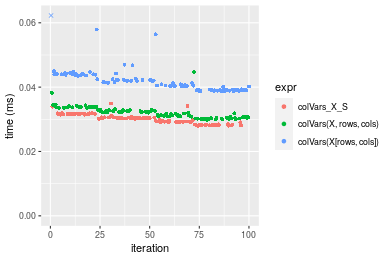 0.06
0.04
0.02
0.00
time (ms)
0
25
50
75
100
iteration
expr
colVars_X_S
colVars(X, rows, cols)
colVars(X[rows, cols])